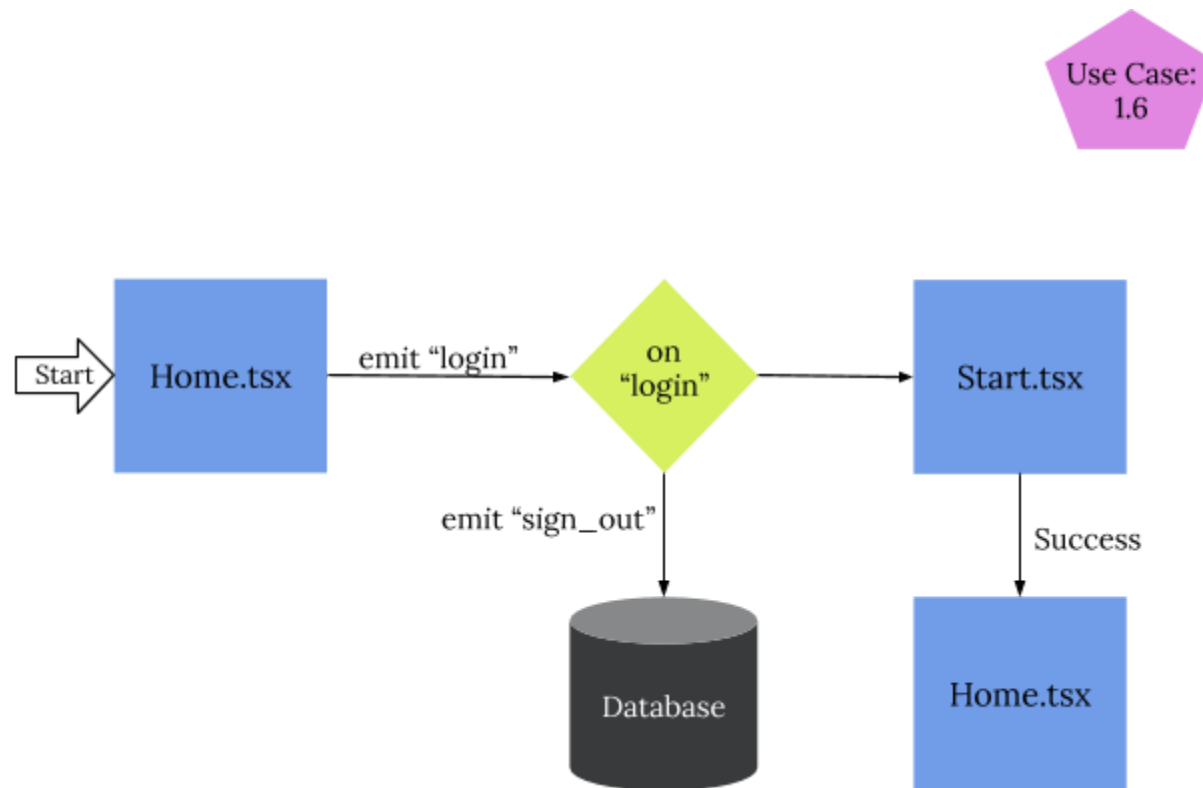 Use Case:
1.6
Start
Home.tsx
emit “login”
on
“login”
Start.tsx
emit “sign_out”
Success
Database
Home.tsx